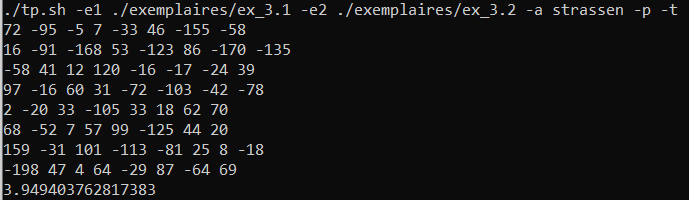 ./tp.sh -e1 ./exemplaires/ex_3.1 -e2 ./exemplaires/ex_3.2 -a strassen -p -t
72 -95 -5 7 -33 46 -155 -58
16 -91 -168 53 -123 86 -170 -135
-58 41 12 120 -16 -17 -24 39
97 -16 60 31 -72 -103 -42 -78
2 -20 33 -105 33 18 62 70
68 -52 7 57 99 -125 44 20
159 -31 101 -113 -81 25 8 -18
-198 47 4 64 -29 87 -64 69
3.949403762817383